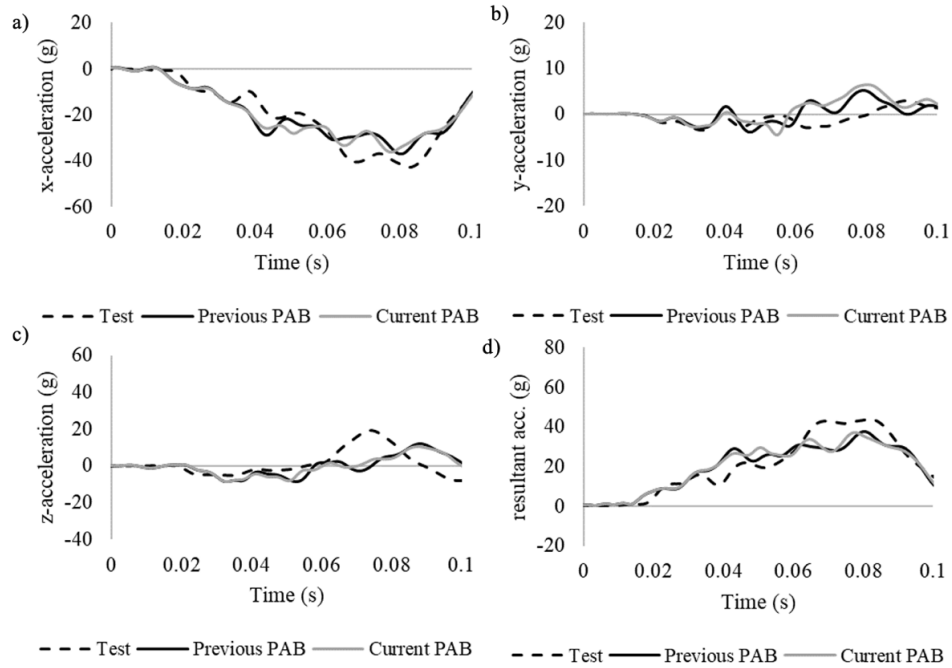 a)
20
0
-20
-40
-60
x-acceleration (g)
0 0.02 0.04 0.06 0.08 0.1
Time (s)
Test Previous PAB Current PAB
b)
20
10
0
-10
-20
y-acceleration (g)
0 0.02 0.04 0.06 0.08 0.1
Time (s)
Test Previous PAB Current PAB
c)
60
40
20
0
-20
-40
z-acceleration (g)
0 0.02 0.04 0.06 0.08 0.1
Time (s)
Test Previous PAB Current PAB
d)
80
60
40
20
0
-20
resultant acc. (g)
0 0.02 0.04 0.06 0.08 0.1
Time (s)
Test Previous PAB Current PAB